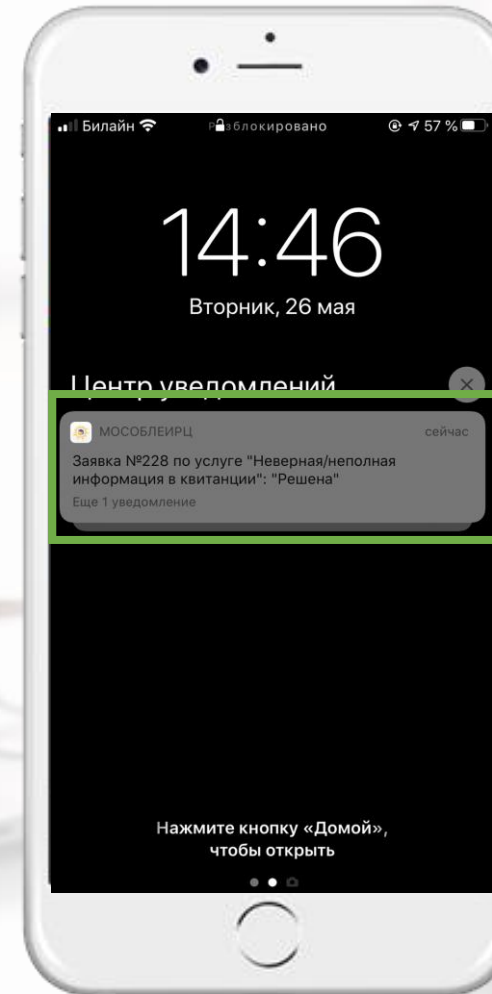 Билайн Разблокировано 57 %
14:46
Вторник, 26 мая
Центр уведомлений
МОСОБЛЕИРЦ сейчас
Заявка №228 по услуге "Неверная/неполная
информация в квитанции": "Решена"
Еще 1 уведомление
Нажмите кнопку «Домой»,
чтобы открыть